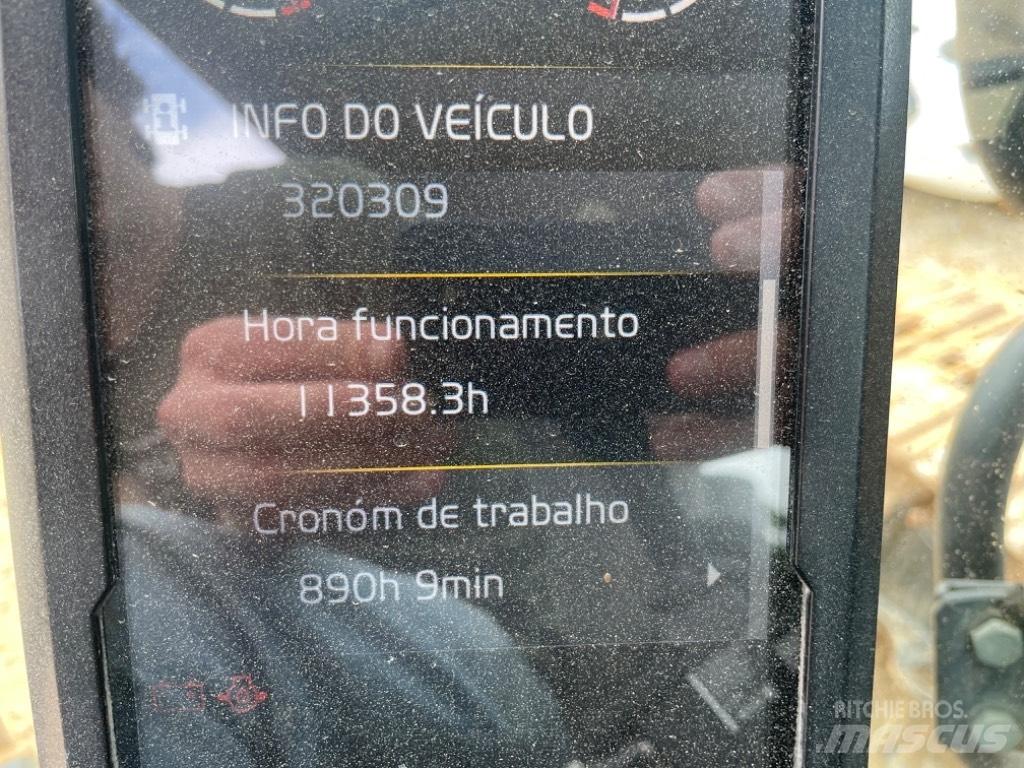 INFO DO VEÍCULO
320309
Hora funcionamento
11358.3h
Cronóm de trabalho
890h 9min
RITCHIE BROS.
MASCUS